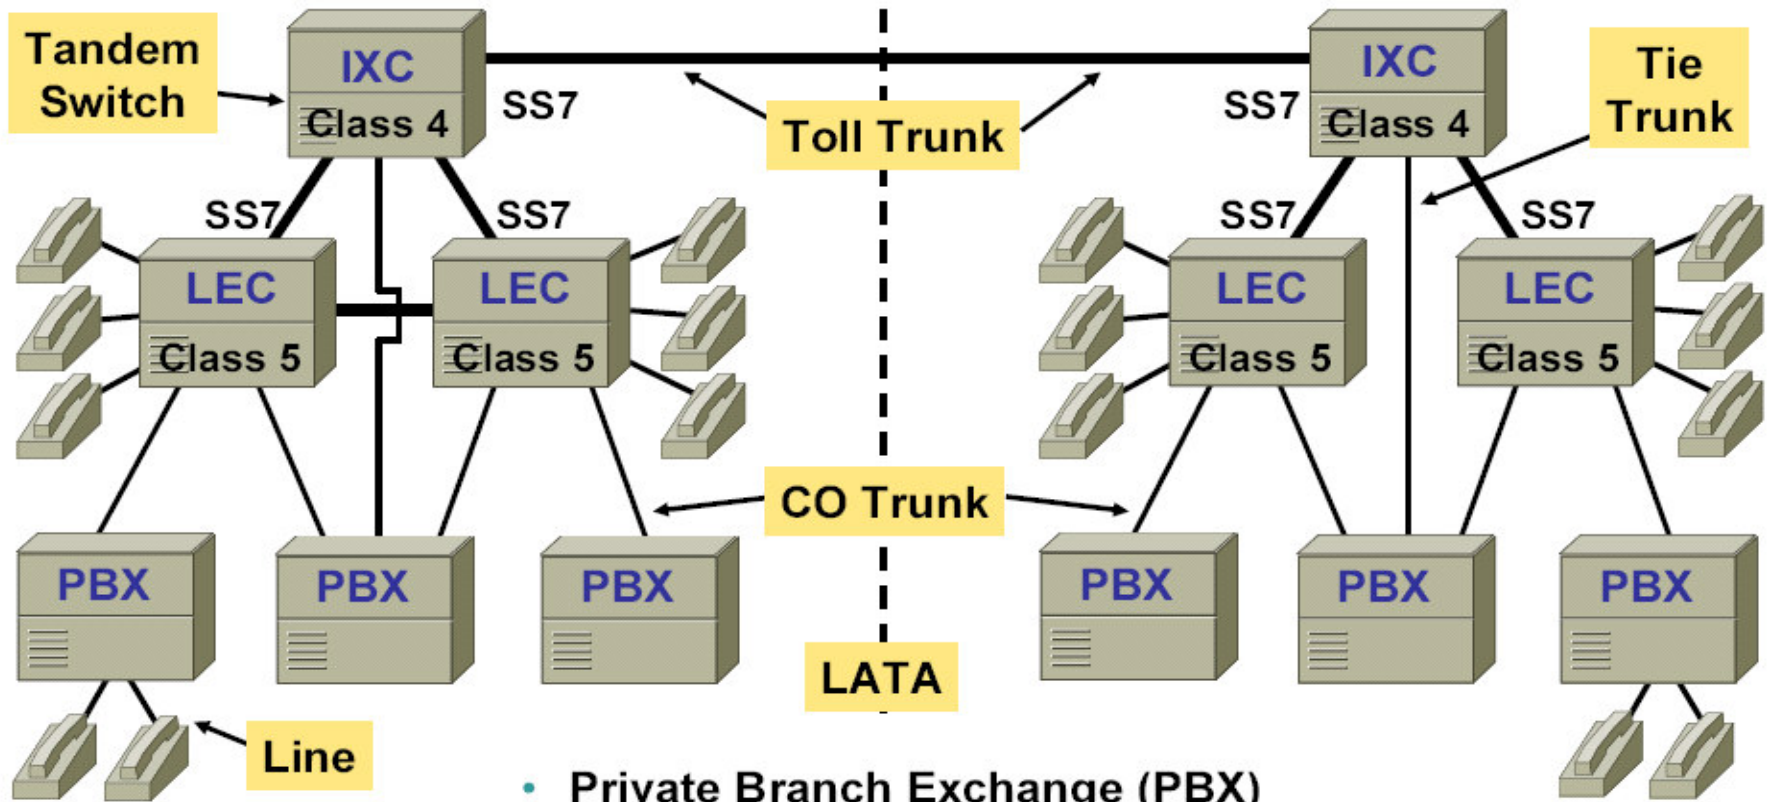 Tandem
Switch
IXC
Class 4
SS7
Toll Trunk
SS7
IXC
Class 4
Tie
Trunk
SS7
SS7
SS7
SS7
LEC
Class 5
LEC
Class 5
LEC
Class 5
LEC
Class 5
CO Trunk
PBX
PBX
PBX
PBX
PBX
PBX
LATA
Line
• Private Branch Exchange (PBX)